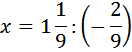 x = 1 1/9 : (− 2/9)